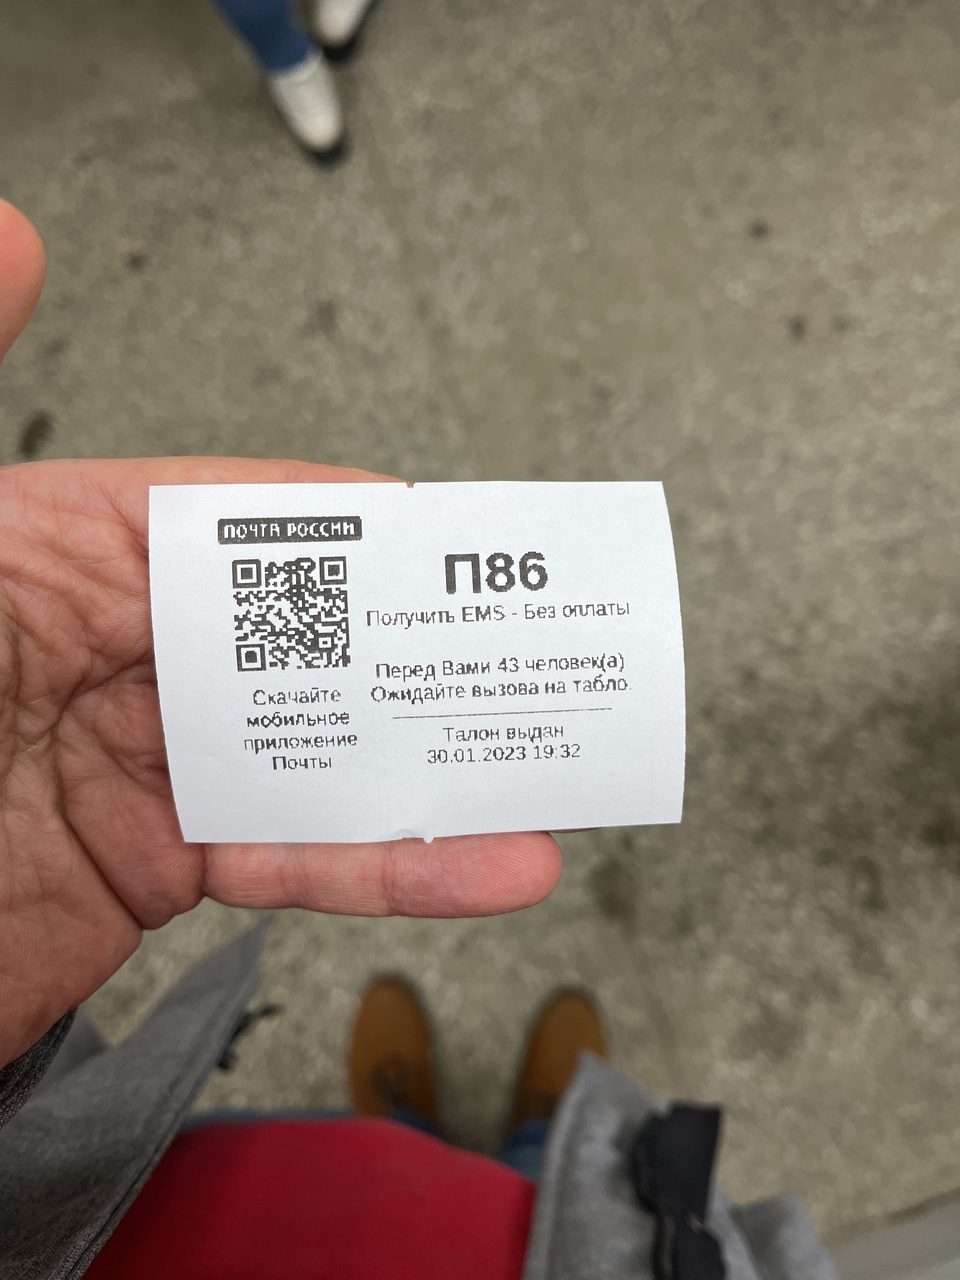 ПОЧТА РОССИИ
П86
Получить EMS - Без оплаты
Перед Вами 43 человек(а)
Ожидайте вызова на табло.
Талон выдан
30.01.2023 19:32
Скачайте
мобильное
приложение
Почты